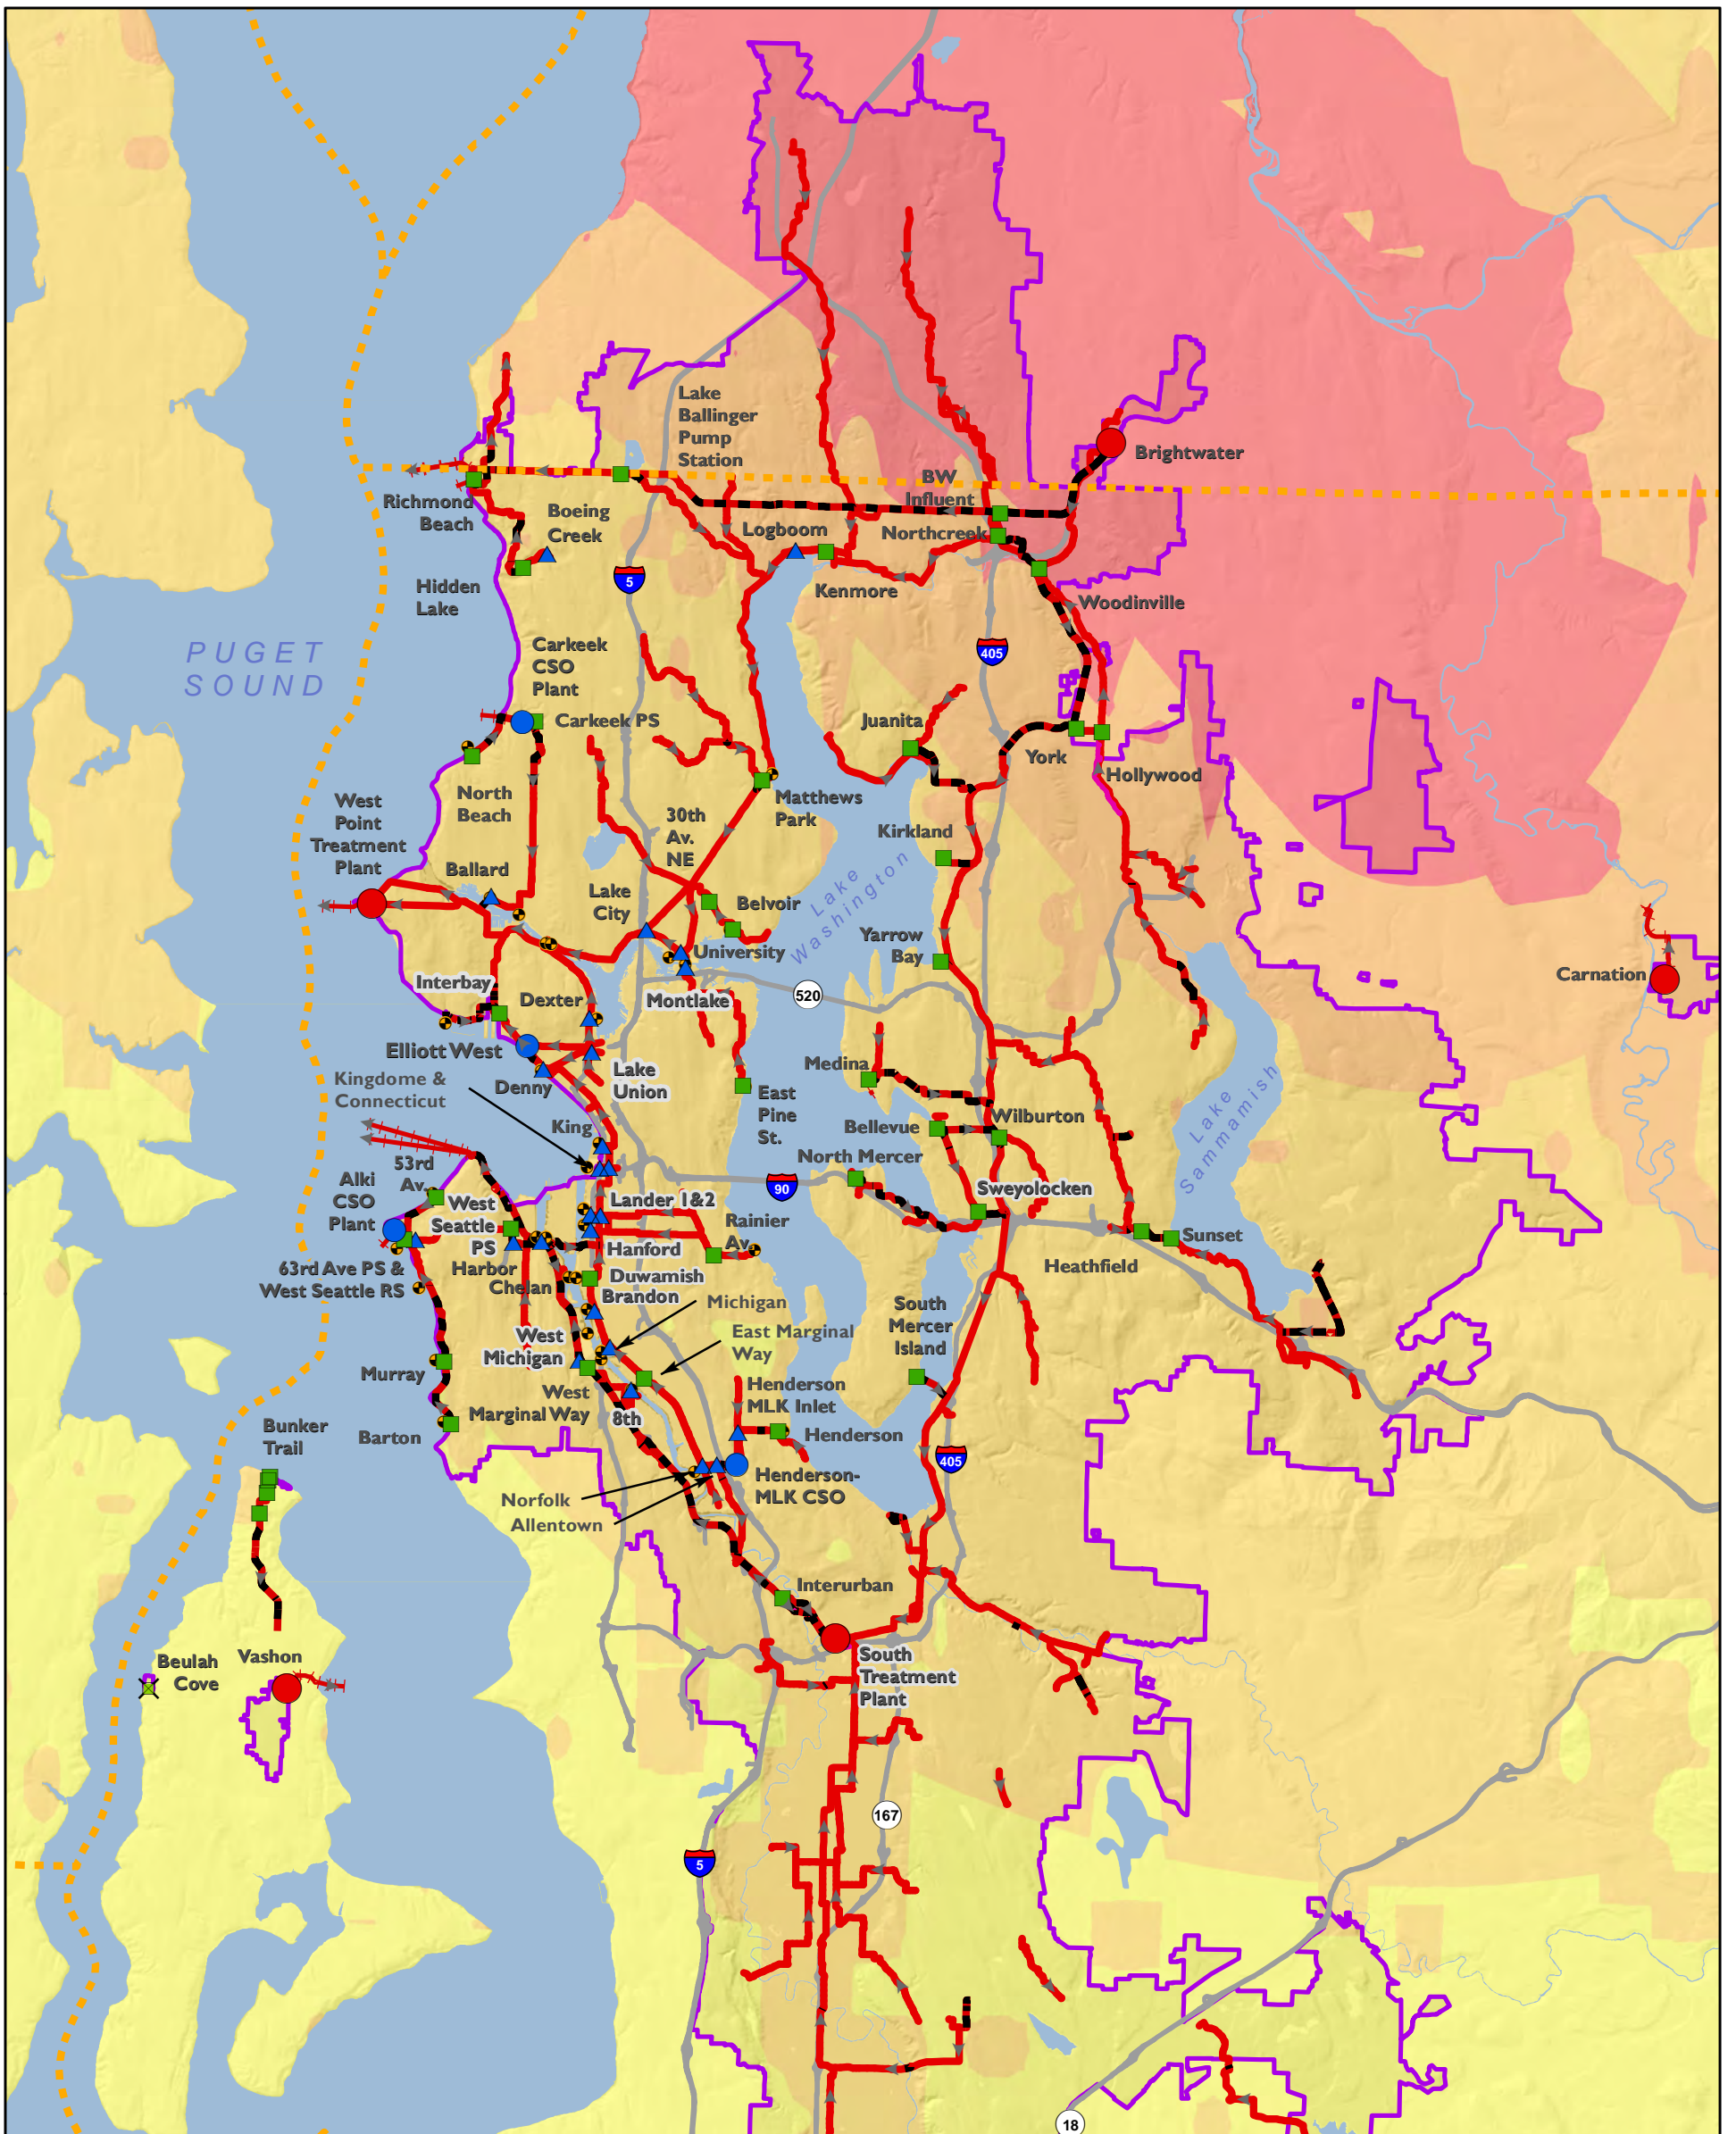 Lake
Ballinger
Pump
Station
Brightwater
BW
Influent
Richmond
Beach
Boeing
Creek
Logboom
Northcreek
5
Hidden
Lake
Kenmore
Woodinville
PUGET
SOUND
Carkeek
CSO
Plant
405
Carkeek PS
Juanita
York
Hollywood
North
Beach
Matthews
Park
West
Point
Treatment
Plant
30th
Av.
NE
Kirkland
Ballard
Lake
City
Belvoir
Lake
Washington
University
Yarrow
Bay
Carnation
Interbay
Dexter
Montlake
520
Elliott West
Kingdome &
Connecticut
Denny
Lake
Union
East
Pine
St.
Medina
Lake
Sammamish
King
Bellevue
Wilburton
North Mercer
53rd
Av.
90
Alki
CSO
Plant
West
Seattle
PS
Lander 1&2
Sweyolocken
Rainier
Av.
Hanford
Sunset
63rd Ave PS &
West Seattle RS
Harbor
Chelan
Duwamish
Brandon
Heathfield
Michigan
South
Mercer
Island
East Marginal
Way
West
Michigan
Murray
West
Marginal Way
8th
Henderson
MLK Inlet
Bunker
Trail
Barton
Henderson
405
Henderson-
MLK CSO
Norfolk
Allentown
Interurban
Beulah
Cove
Vashon
South
Treatment
Plant
167
5
18